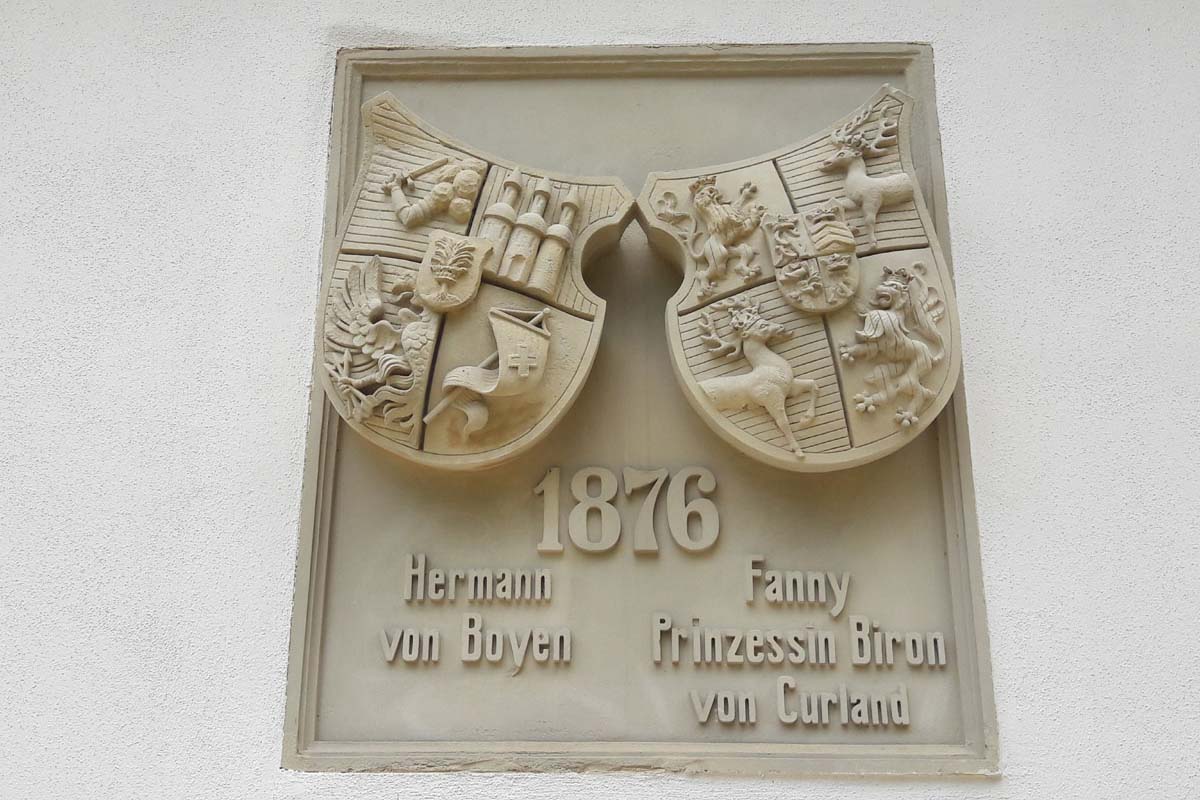 1876
Hermann
von Boyen
Fanny
Prinzessin Biron
von Curland